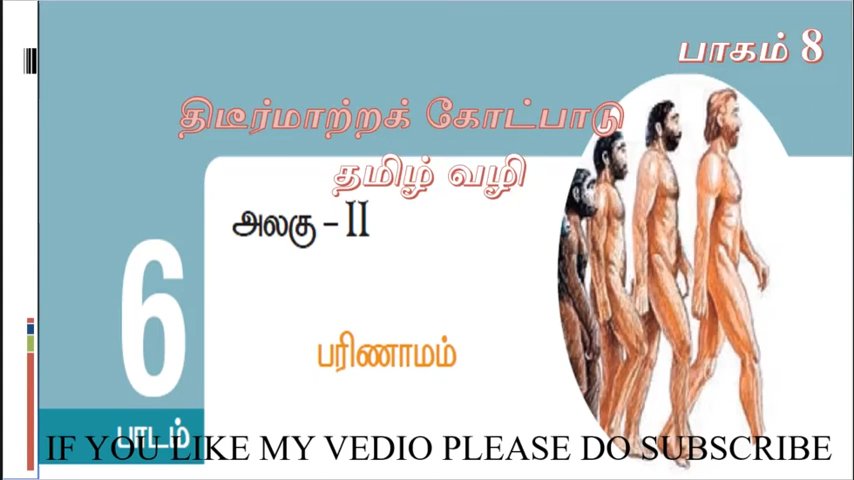 பாகம் 8
திடீர்மாற்றக் கோட்பாடு
தமிழ் வழி
அலகு - II
6
பரிணாமம்
பாடம்
IF YOU LIKE MY VEDIO PLEASE DO SUBSCRIBE